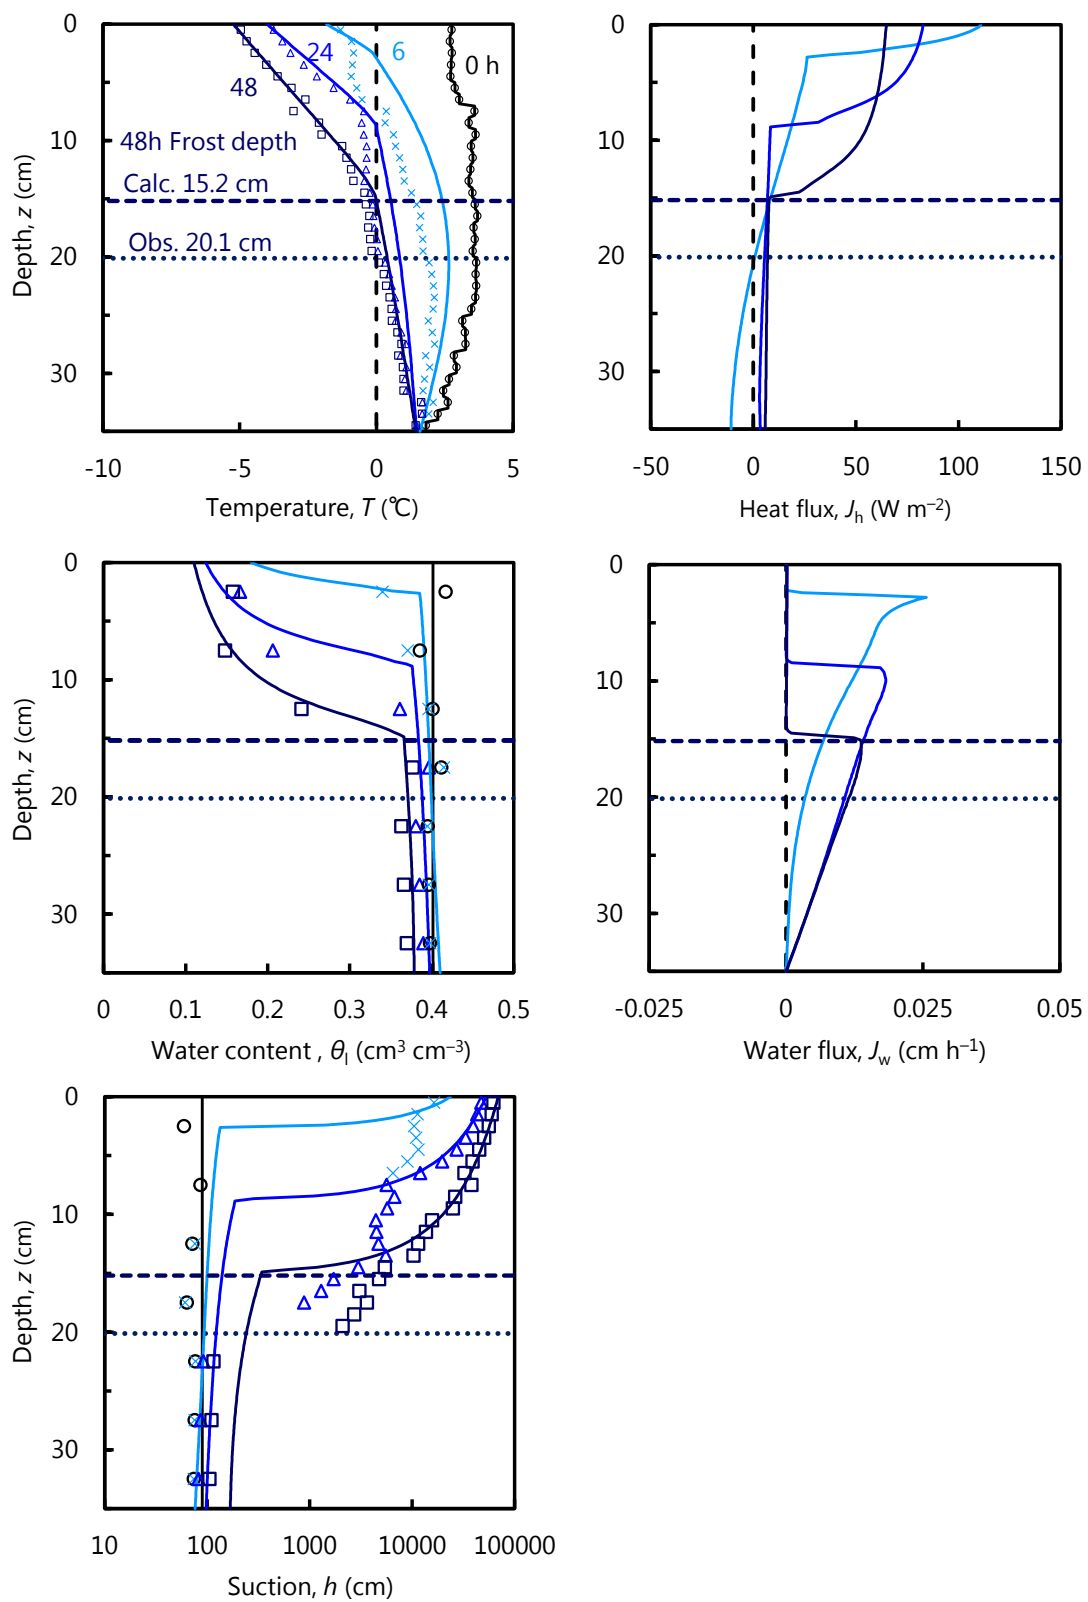 0
10
20
30
Depth, z (cm)
24
6
0 h
48
48h Frost depth
Calc. 15.2 cm
Obs. 20.1 cm
-10 -5 0 5
Temperature, T (℃)
0
10
20
30
-50 0 50 100 150
Heat flux, Jh (W m⁻²)
0
10
20
30
Depth, z (cm)
0 0.1 0.2 0.3 0.4 0.5
Water content , θl (cm³ cm⁻³)
0
10
20
30
-0.025 0 0.025 0.05
Water flux, Jw (cm h⁻¹)
0
10
20
30
Depth, z (cm)
10 100 1000 10000 100000
Suction, h (cm)